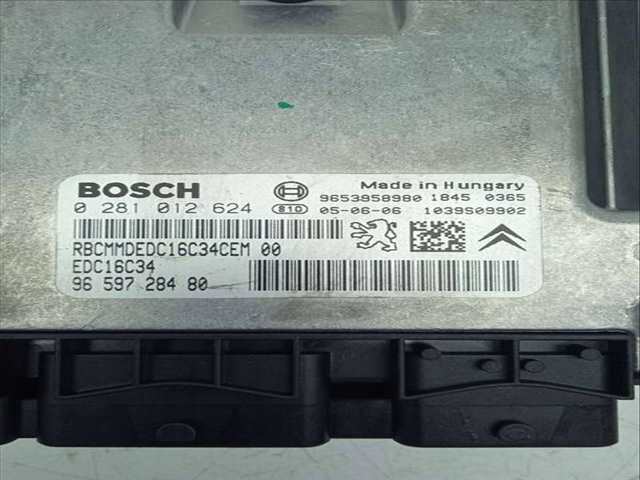 BOSCH Made in Hungary
0 281 012 624 810 9653958980 1845 0365
05-06-06 1039S09902
RBCMMDEDC16C34CEM 00
EDC16C34
96 597 284 80